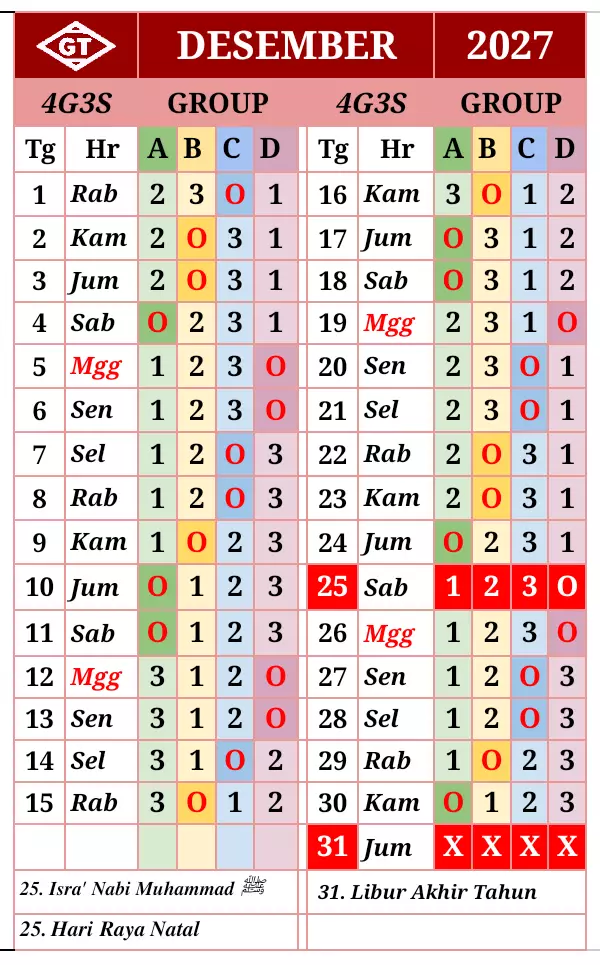 GT DESEMBER 2027
4G3S GROUP 4G3S GROUP
Tg Hr A B C D Tg Hr A B C D
1 Rab 2 3 O 1 16 Kam 3 O 1 2
2 Kam 2 O 3 1 17 Jum O 3 1 2
3 Jum 2 O 3 1 18 Sab O 3 1 2
4 Sab O 2 3 1 19 Mgg 2 3 1 O
5 Mgg 1 2 3 O 20 Sen 2 3 O 1
6 Sen 1 2 3 O 21 Sel 2 3 O 1
7 Sel 1 2 O 3 22 Rab 2 O 3 1
8 Rab 1 2 O 3 23 Kam 2 O 3 1
9 Kam 1 O 2 3 24 Jum O 2 3 1
10 Jum O 1 2 3 25 Sab 1 2 3 O
11 Sab O 1 2 3 26 Mgg 1 2 3 O
12 Mgg 3 1 2 O 27 Sen 1 2 O 3
13 Sen 3 1 2 O 28 Sel 1 2 O 3
14 Sel 3 1 O 2 29 Rab 1 O 2 3
15 Rab 3 O 1 2 30 Kam O 1 2 3
31 Jum X X X X
25. Isra' Nabi Muhammad ﷺ 31. Libur Akhir Tahun
25. Hari Raya Natal